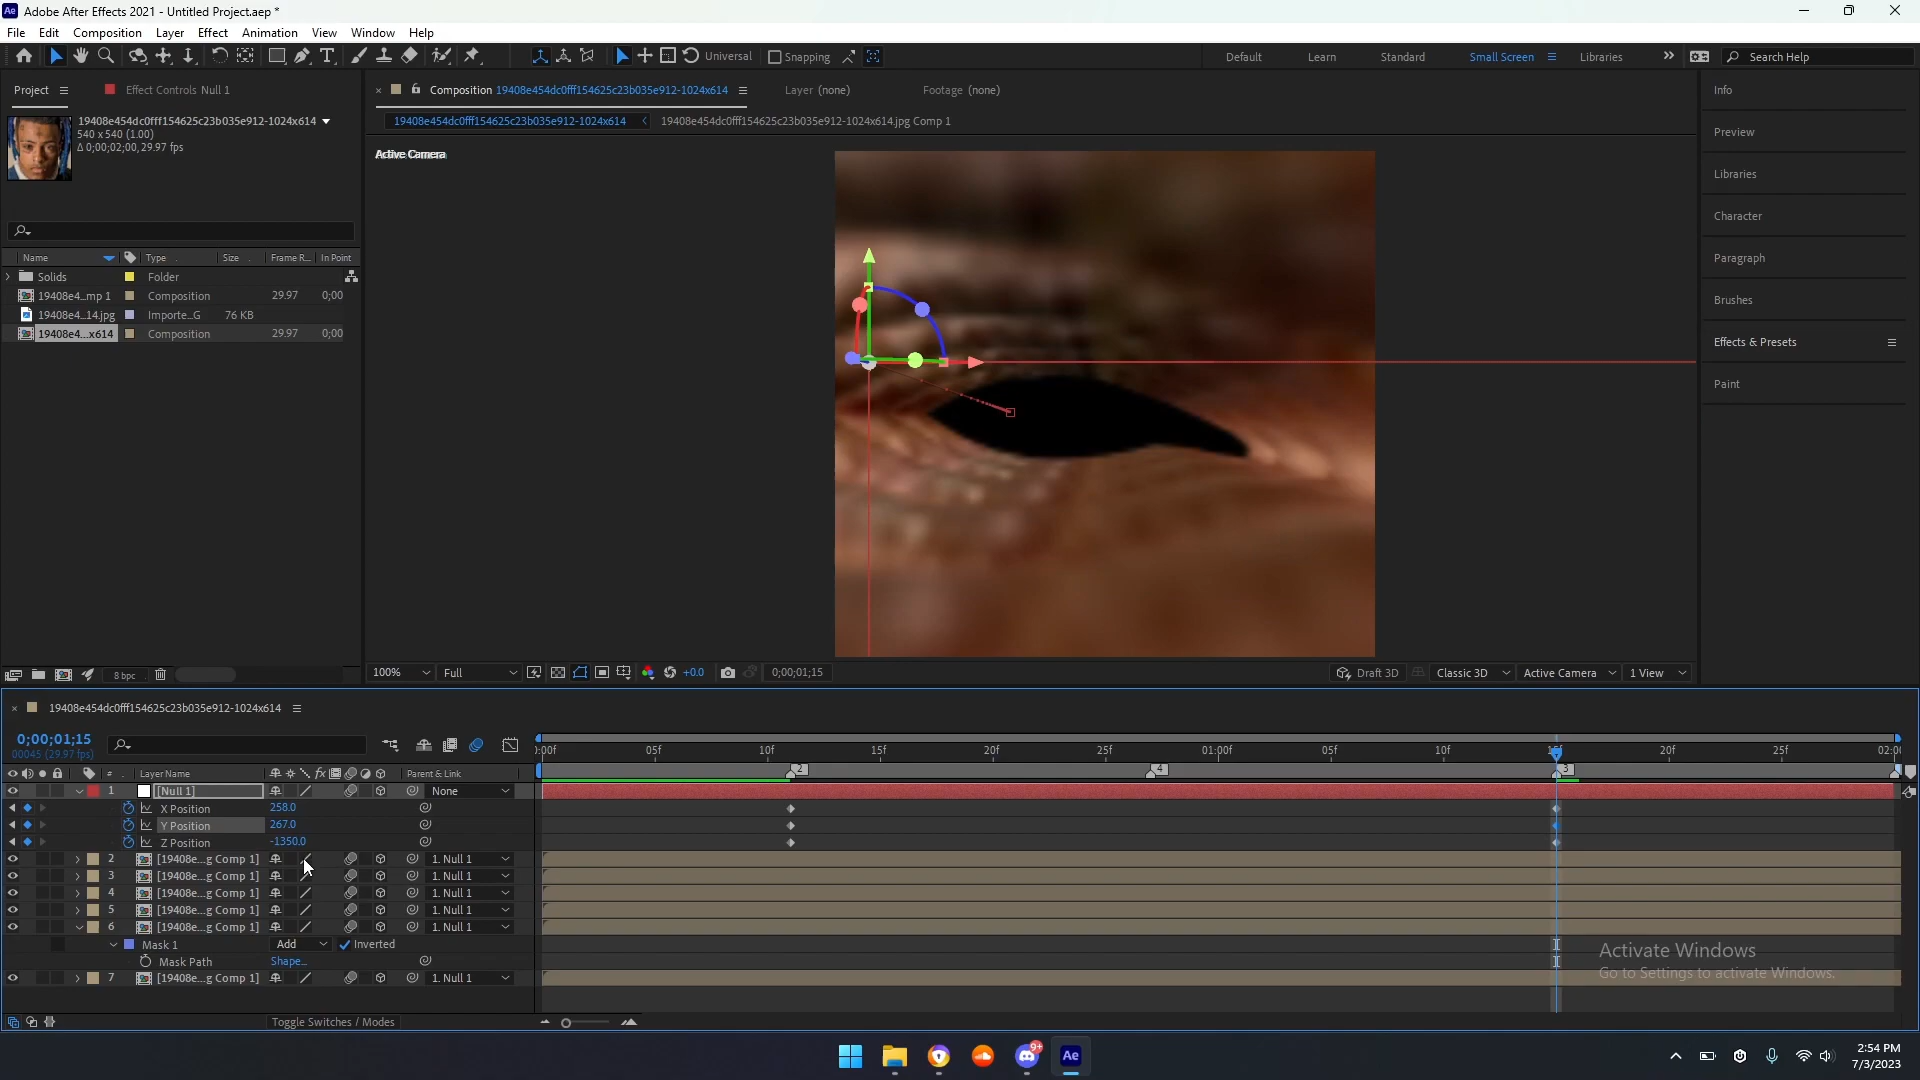 Adobe After Effects 2021 - Untitled Project.aep *
File Edit Composition Layer Effect Animation View Window Help
Universal Snapping Default Learn Standard Small Screen Libraries Search Help
Project Effect Controls Null 1
19408e454dc0fff154625c23b035e912-1024x614
540 x 540 (1.00)
Δ 0;00;02;00, 29.97 fps
Composition 19408e454dc0fff154625c23b035e912-1024x614 Layer (none) Footage (none)
19408e454dc0fff154625c23b035e912-1024x614 19408e454dc0fff154625c23b035e912-1024x614.jpg Comp 1
Active Camera
Name Type Size Frame R... In Point
Solids Folder
19408e4...mp 1 Composition 29.97 0;00
19408e4...14.jpg Importe...G 76 KB
19408e4...x614 Composition 29.97 0;00
8 bpc
Info
Preview
Libraries
Character
Paragraph
Brushes
Effects & Presets
Paint
100% Full +0.0 0;00;01;15 Draft 3D Classic 3D Active Camera 1 View
19408e454dc0fff154625c23b035e912-1024x614
0;00;01;15
00045 (29.97 fps)
):00f 05f 10f 15f 20f 25f 01:00f 05f 10f 15f 20f 25f 02:0(
2 4 3
# Layer Name fx Parent & Link
1 [Null 1] None
X Position 258.0
Y Position 267.0
Z Position -1350.0
2 [19408e...g Comp 1] 1. Null 1
3 [19408e...g Comp 1] 1. Null 1
4 [19408e...g Comp 1] 1. Null 1
5 [19408e...g Comp 1] 1. Null 1
6 [19408e...g Comp 1] 1. Null 1
Mask 1 Add Inverted
Mask Path Shape...
7 [19408e...g Comp 1] 1. Null 1
Activate Windows
Go to Settings to activate Windows.
Toggle Switches / Modes
9+
Ae
2:54 PM
7/3/2023